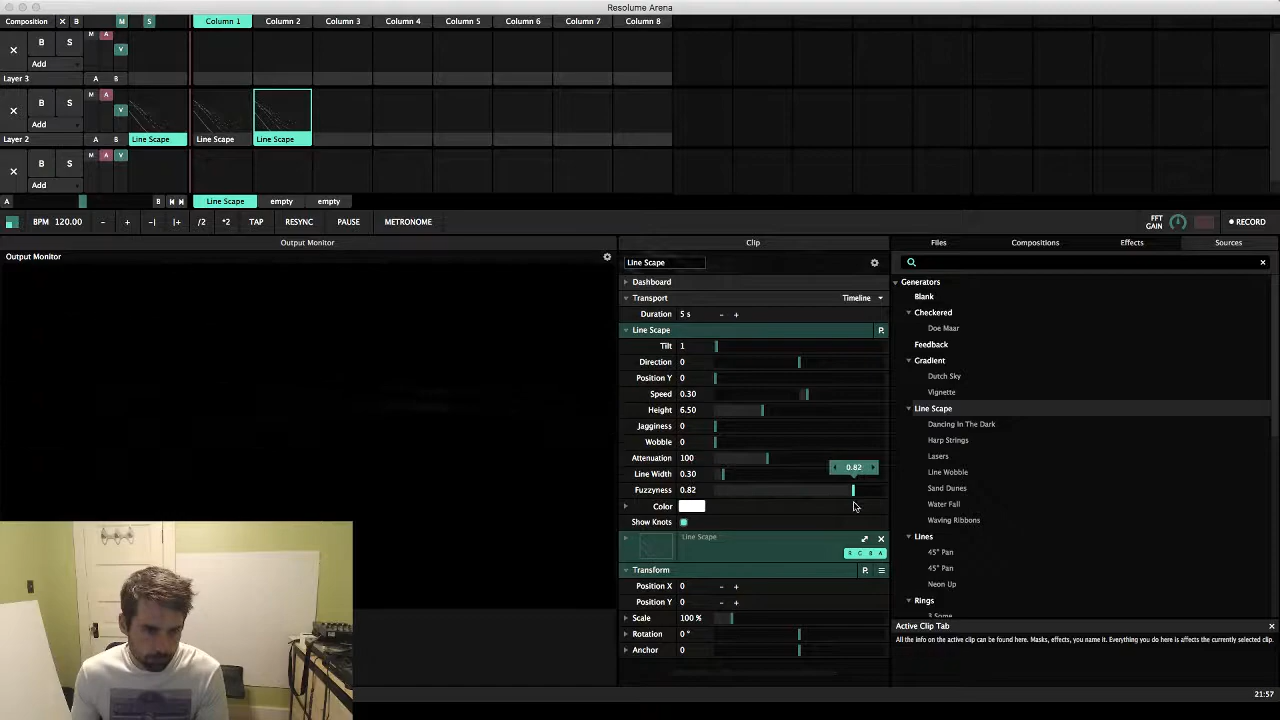 Resolume Arena
Composition X B M S Column 1 Column 2 Column 3 Column 4 Column 5 Column 6 Column 7 Column 8
B S M A V
Add
Layer 3 A B
B S M A V
Add
Layer 2 A B Line Scape Line Scape Line Scape
B S M A V
Add
A B Line Scape empty empty
BPM 120.00 - + /2 *2 TAP RESYNC PAUSE METRONOME FFT GAIN RECORD
Output Monitor Clip Files Compositions Effects Sources
Output Monitor
Line Scape
Dashboard
Transport Timeline
Duration 5 s - +
Line Scape P.
Tilt 1
Direction 0
Position Y 0
Speed 0.30
Height 6.50
Jagginess 0
Wobble 0
Attenuation 100
0.82
Line Width 0.30
Fuzzyness 0.82
Color
Show Knots
Line Scape
R G B A
Transform P.
Position X 0 - +
Position Y 0 - +
Scale 100 %
Rotation 0 °
Anchor 0
Generators
Blank
Checkered
Doe Maar
Feedback
Gradient
Dutch Sky
Vignette
Line Scape
Dancing In The Dark
Harp Strings
Lasers
Line Wobble
Sand Dunes
Water Fall
Waving Ribbons
Lines
45° Pan
45° Pan
Neon Up
Rings
3 Some
Active Clip Tab
All the info on the active clip can be found here. Masks, effects, you name it. Everything you do here is affects the currently selected clip.
21:57